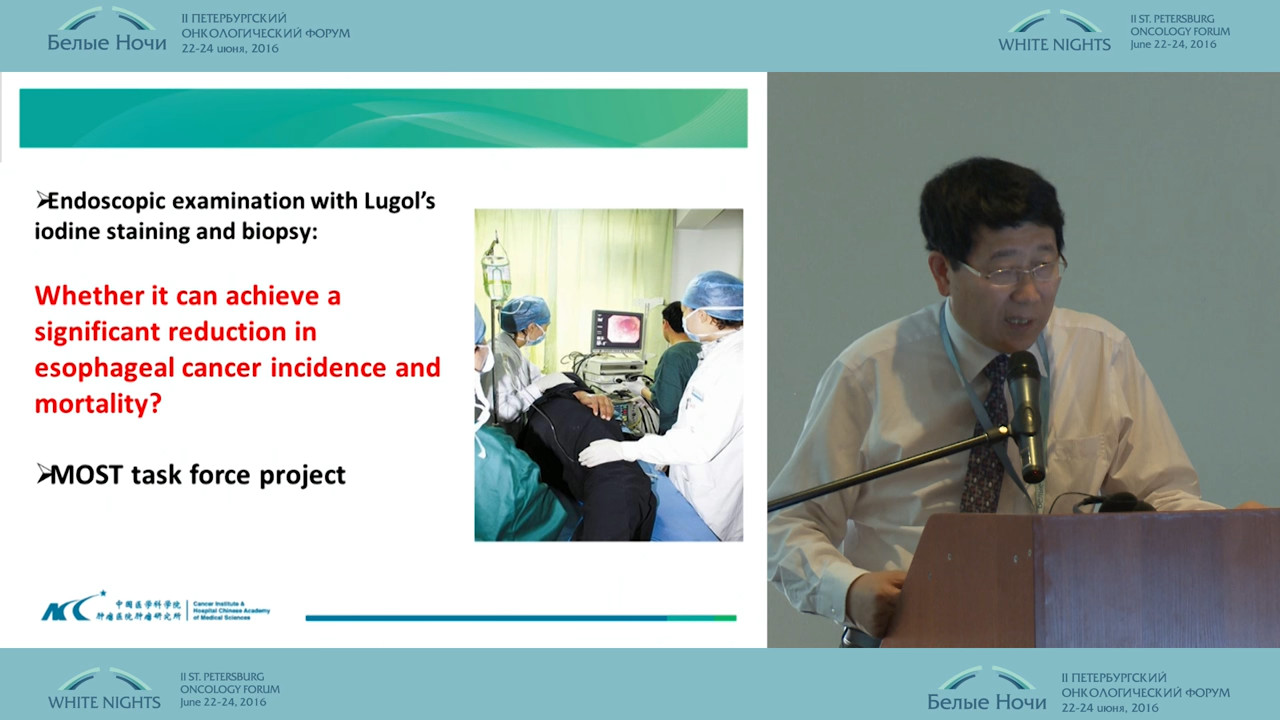 II ПЕТЕРБУРГСКИЙ
ОНКОЛОГИЧЕСКИЙ ФОРУМ
Белые Ночи
22-24 июня, 2016
II ST. PETERSBURG
ONCOLOGY FORUM
WHITE NIGHTS
June 22-24, 2016
➢Endoscopic examination with Lugol’s
iodine staining and biopsy:
Whether it can achieve a
significant reduction in
esophageal cancer incidence and
mortality?
➢MOST task force project
中国医学科学院
肿瘤医院肿瘤研究所
Cancer Institute &
Hospital Chinese Academy
of Medical Sciences
II ST. PETERSBURG
ONCOLOGY FORUM
WHITE NIGHTS
June 22-24, 2016
II ПЕТЕРБУРГСКИЙ
ОНКОЛОГИЧЕСКИЙ ФОРУМ
Белые Ночи
22-24 июня, 2016